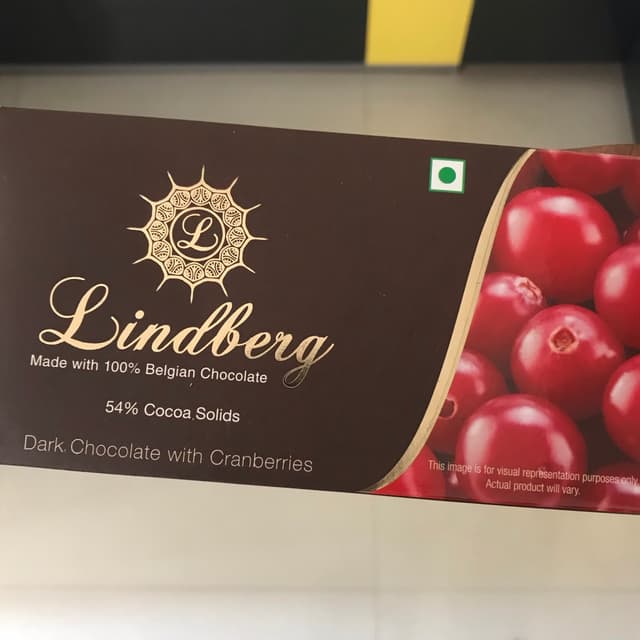 L
Lindberg
Made with 100% Belgian Chocolate
54% Cocoa Solids
Dark Chocolate with Cranberries
This image is for visual representation purposes only.
Actual product will vary.